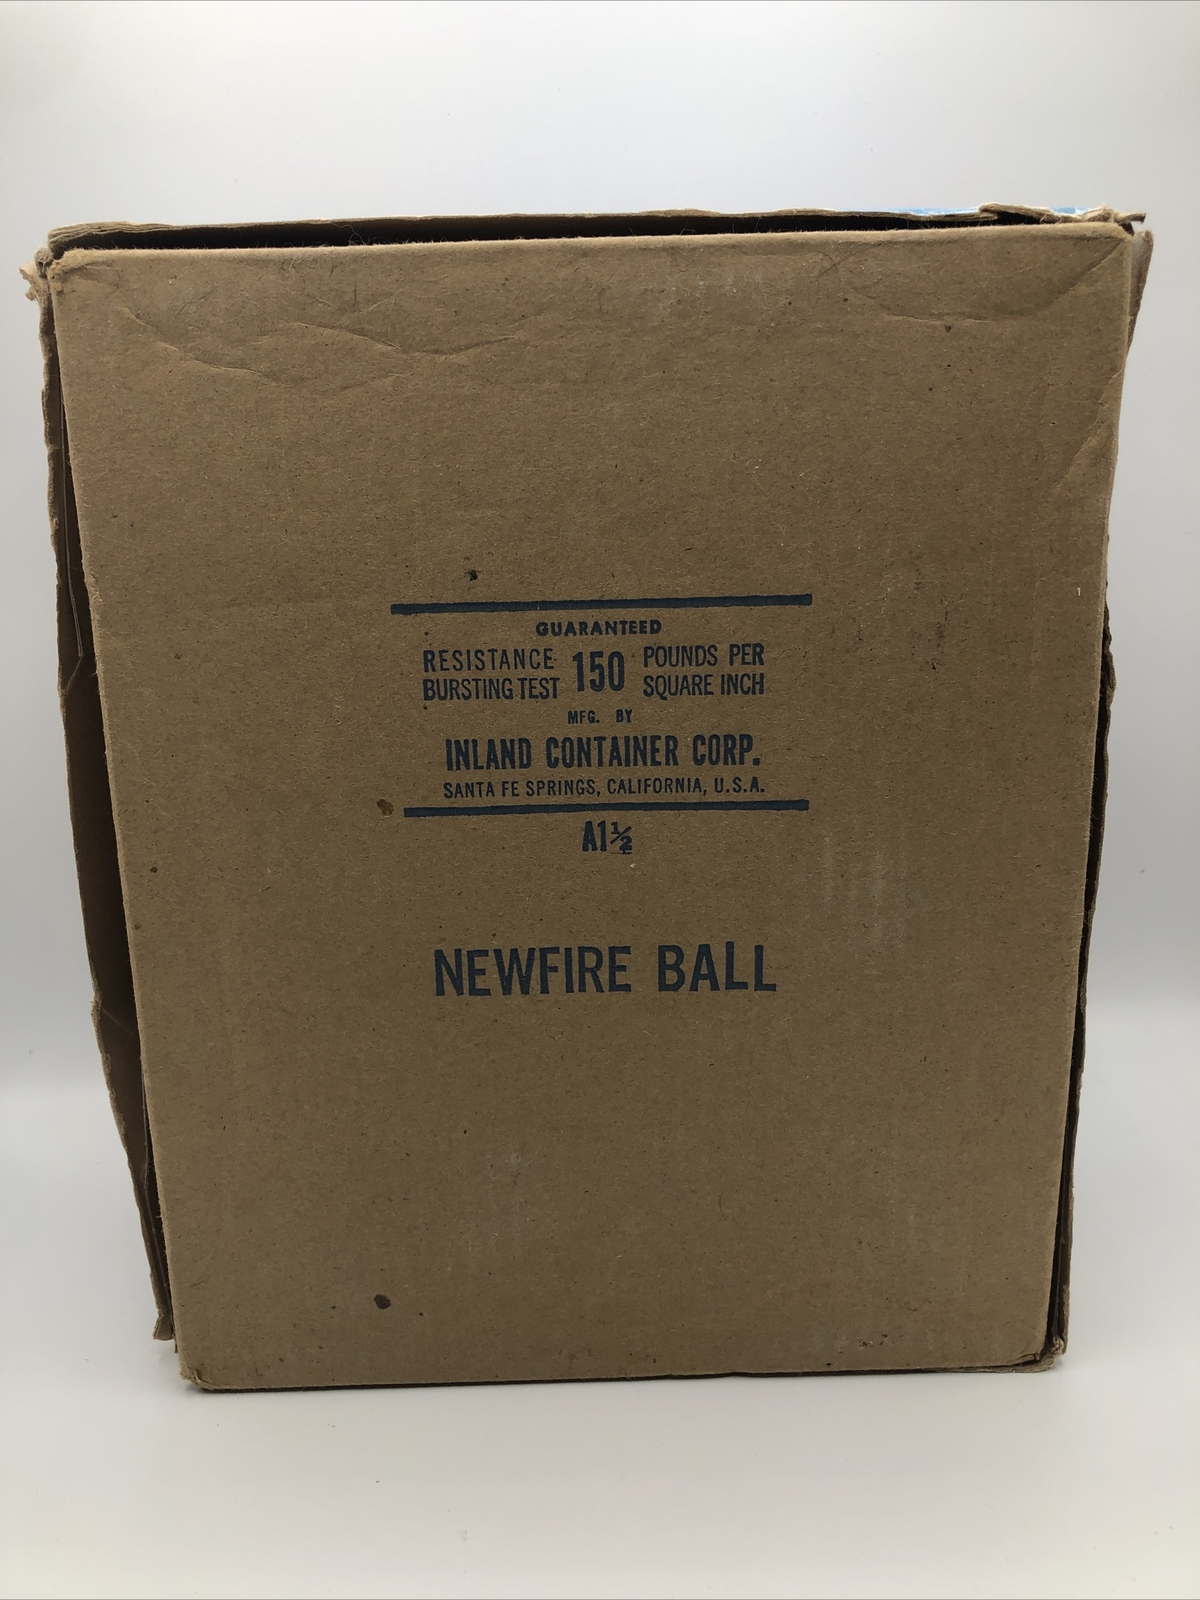 GUARANTEED
RESISTANCE 150 POUNDS PER
BURSTING TEST SQUARE INCH
MFG. BY
INLAND CONTAINER CORP.
SANTA FE SPRINGS, CALIFORNIA, U.S.A.
A1½
NEWFIRE BALL